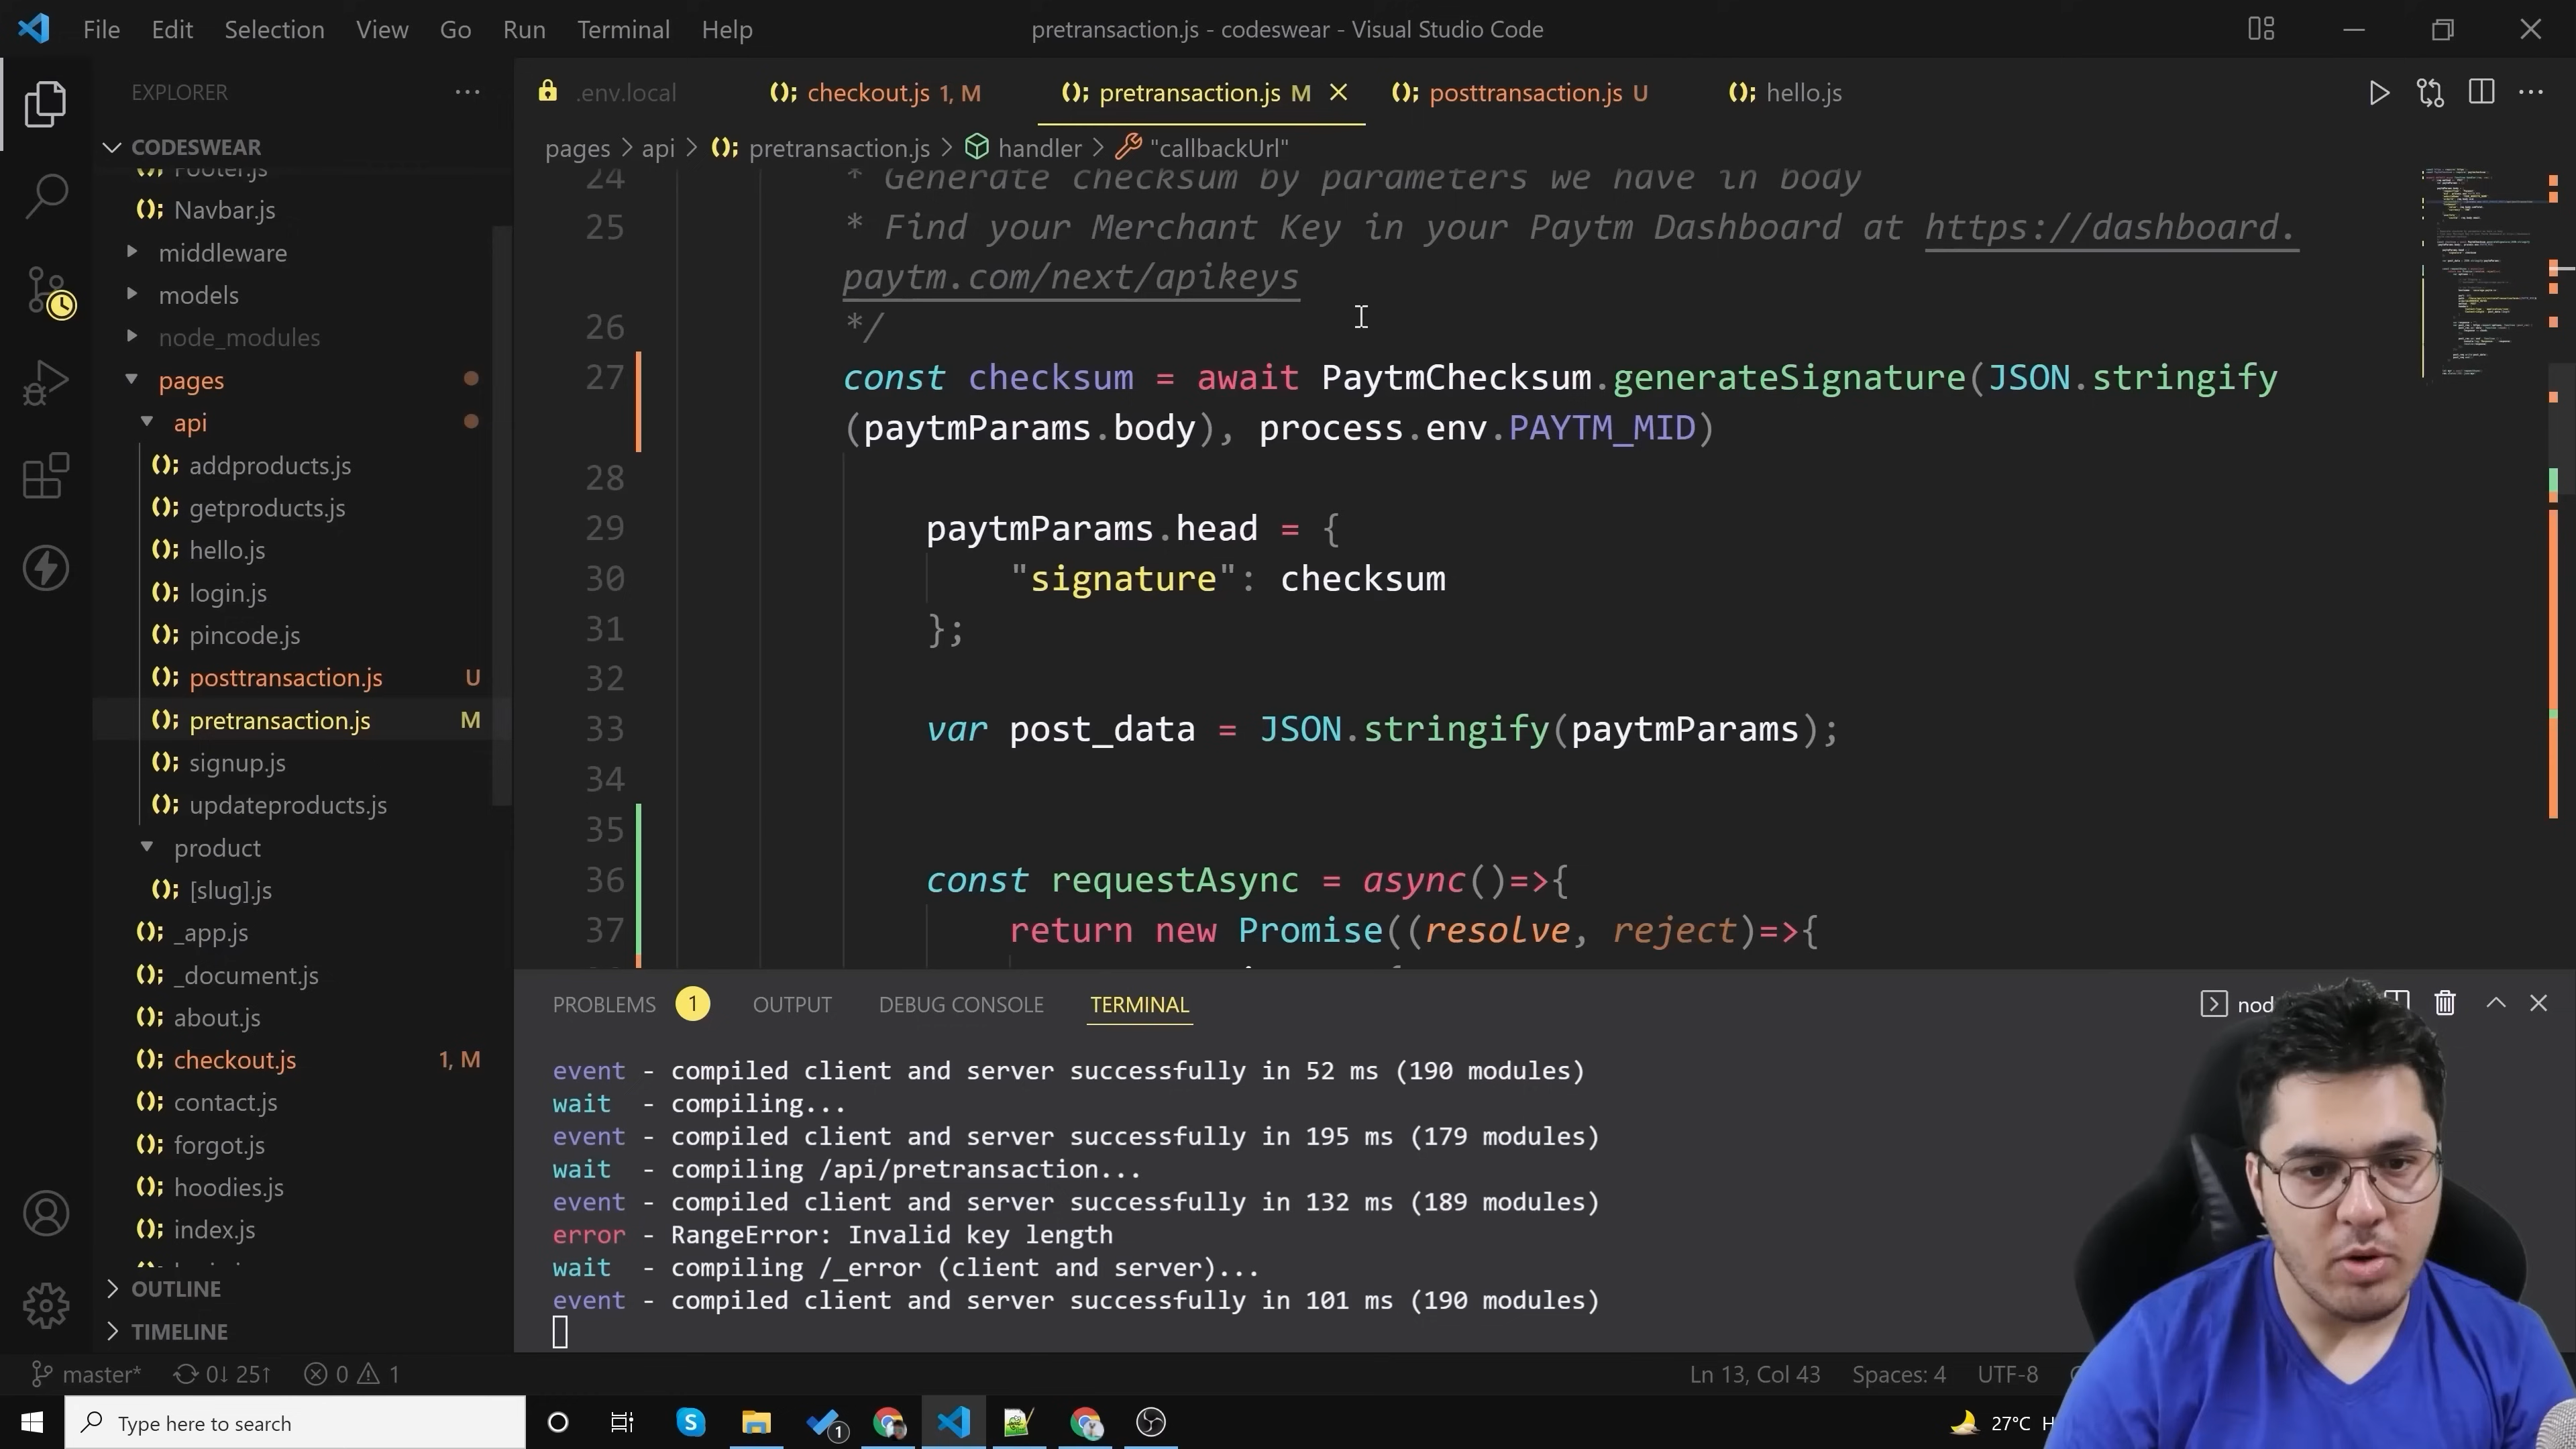 File Edit Selection View Go Run Terminal Help
pretransaction.js - codeswear - Visual Studio Code
EXPLORER
CODESWEAR
Footer.js
Navbar.js
middleware
models
node_modules
pages
api
addproducts.js
getproducts.js
hello.js
login.js
pincode.js
posttransaction.js U
pretransaction.js M
signup.js
updateproducts.js
product
[slug].js
_app.js
_document.js
about.js
checkout.js 1, M
contact.js
forgot.js
hoodies.js
index.js
OUTLINE
TIMELINE
.env.local
checkout.js 1, M
pretransaction.js M
posttransaction.js U
hello.js
pages > api > pretransaction.js > handler > "callbackUrl"
24 * Generate checksum by parameters we have in body
25 * Find your Merchant Key in your Paytm Dashboard at https://dashboard.
paytm.com/next/apikeys
26 */
27 const checksum = await PaytmChecksum.generateSignature(JSON.stringify
(paytmParams.body), process.env.PAYTM_MID)
28
29 paytmParams.head = {
30 "signature": checksum
31 };
32
33 var post_data = JSON.stringify(paytmParams);
34
35
36 const requestAsync = async()=>{
37 return new Promise((resolve, reject)=>{
PROBLEMS 1 OUTPUT DEBUG CONSOLE TERMINAL
nod
event - compiled client and server successfully in 52 ms (190 modules)
wait - compiling...
event - compiled client and server successfully in 195 ms (179 modules)
wait - compiling /api/pretransaction...
event - compiled client and server successfully in 132 ms (189 modules)
error - RangeError: Invalid key length
wait - compiling /_error (client and server)...
event - compiled client and server successfully in 101 ms (190 modules)
master* 0↓ 25↑ 0 1
Ln 13, Col 43 Spaces: 4 UTF-8
Type here to search
1
27°C H